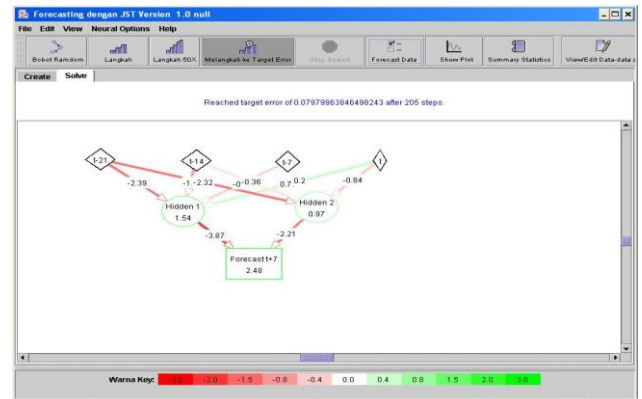 Forecasting dengan JST Version 1.0 null
File Edit View Neural Options Help
Bobot Ramdom Langkah Langkah 50X Melangkah ke Target Error Stop Search Forecast Data Show Plot Summary Statistics View/Edit Data-data s
Create Solve
Reached target error of 0.07979963846498243 after 205 steps.
t-21 t-14 t-7 t
-2.39 -1. -2.32 -0 -0.36 0.7 0.2 -0.84
Hidden 1 Hidden 2
1.54 0.97
-3.87 -2.21
Forecast t+7
2.48
Warna Key: -3.0 -2.0 -1.5 -0.8 -0.4 0.0 0.4 0.8 1.5 2.0 3.0